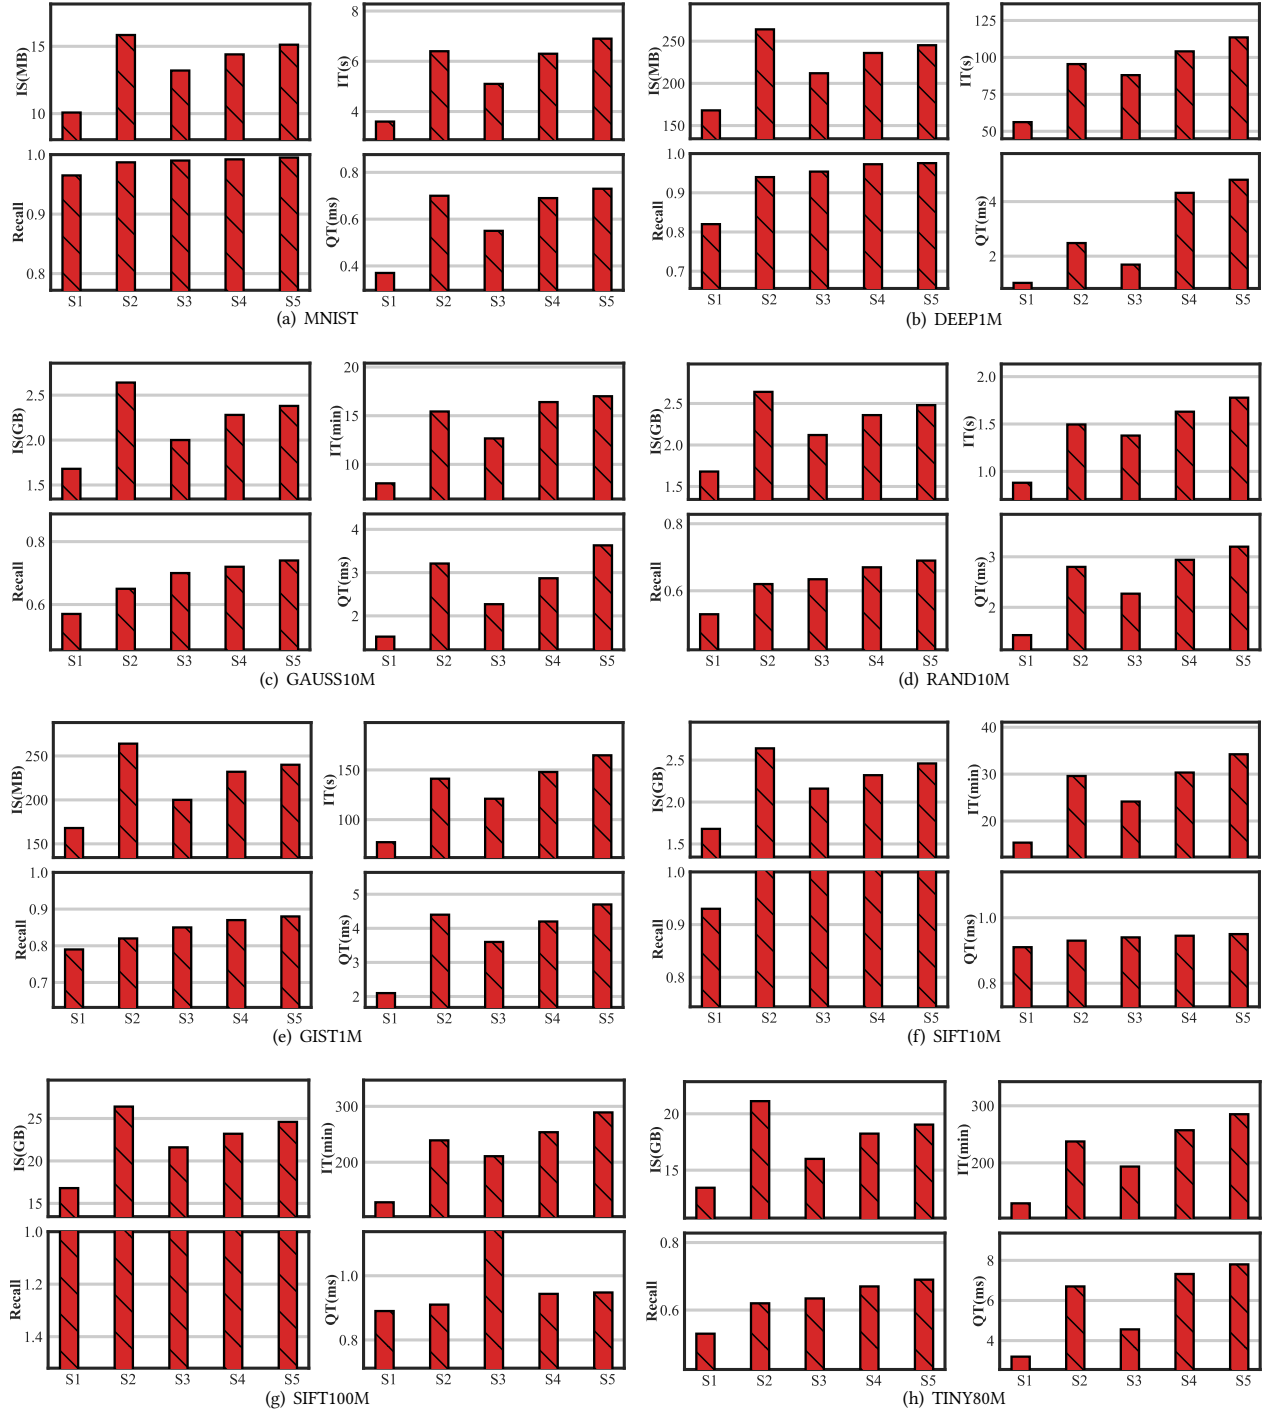 IS(MB)
15
10
IT(s)
8
6
4
Recall
1.0
0.9
0.8
S1 S2 S3 S4 S5
QT(ms)
0.8
0.6
0.4
S1 S2 S3 S4 S5
(a) MNIST
IS(MB)
250
200
150
IT(s)
125
100
75
50
Recall
1.0
0.9
0.8
0.7
S1 S2 S3 S4 S5
QT(ms)
4
2
S1 S2 S3 S4 S5
(b) DEEP1M
IS(GB)
2.5
2.0
1.5
IT(min)
20
15
10
Recall
0.8
0.6
S1 S2 S3 S4 S5
QT(ms)
4
3
2
S1 S2 S3 S4 S5
(c) GAUSS10M
IS(GB)
2.5
2.0
1.5
IT(s)
2.0
1.5
1.0
Recall
0.8
0.6
S1 S2 S3 S4 S5
QT(ms)
3
2
S1 S2 S3 S4 S5
(d) RAND10M
IS(MB)
250
200
150
IT(s)
150
100
Recall
1.0
0.9
0.8
0.7
S1 S2 S3 S4 S5
QT(ms)
5
4
3
2
S1 S2 S3 S4 S5
(e) GIST1M
IS(GB)
2.5
2.0
1.5
IT(min)
40
30
20
Recall
1.0
0.9
0.8
S1 S2 S3 S4 S5
QT(ms)
1.0
0.8
S1 S2 S3 S4 S5
(f) SIFT10M
IS(GB)
25
20
15
IT(min)
300
200
Recall
1.0
1.2
1.4
S1 S2 S3 S4 S5
QT(ms)
1.0
0.8
S1 S2 S3 S4 S5
(g) SIFT100M
IS(GB)
20
15
IT(min)
300
200
Recall
0.8
0.6
S1 S2 S3 S4 S5
QT(ms)
8
6
4
S1 S2 S3 S4 S5
(h) TINY80M